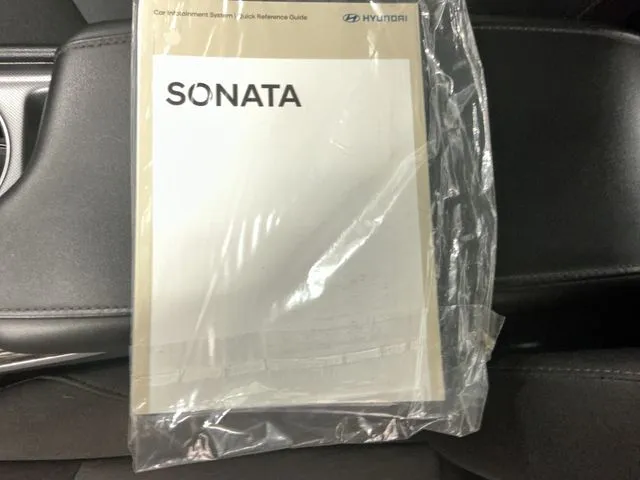 Car Infotainment System | Quick Reference Guide
HYUNDAI
SONATA